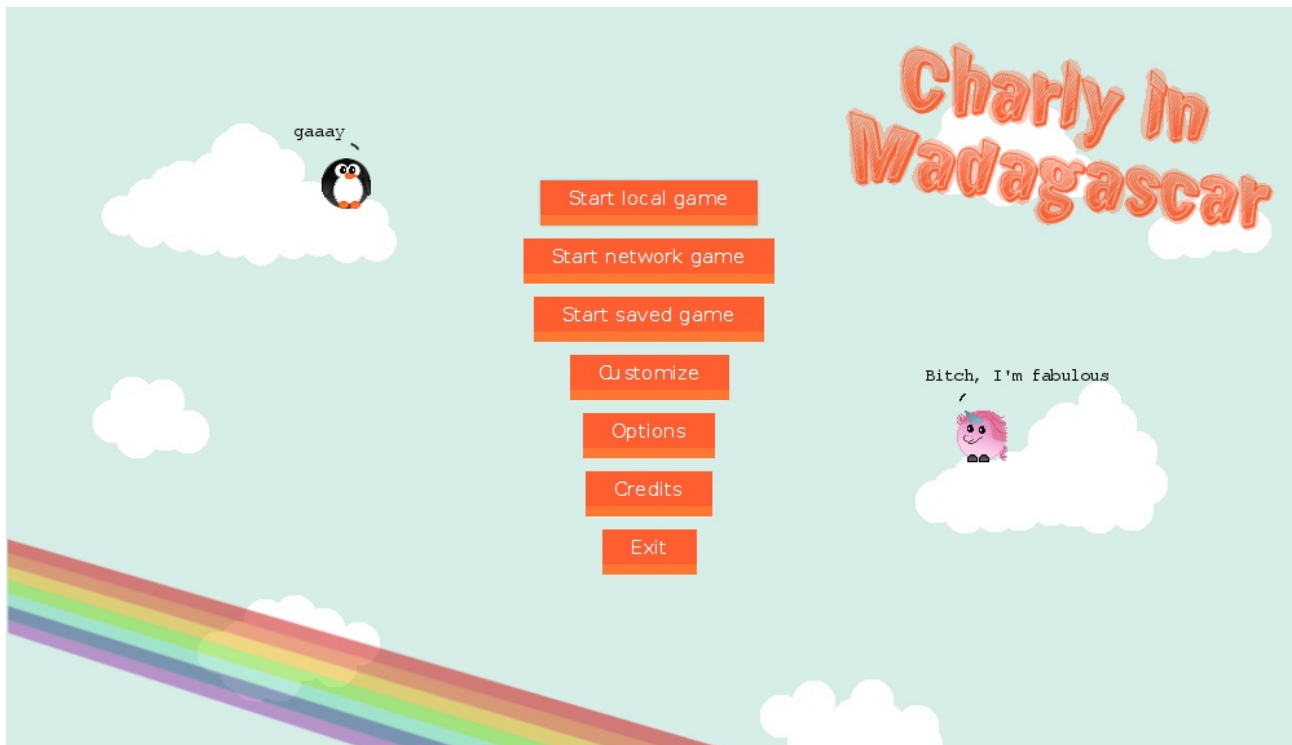 Charly in
Madagascar
gaaay
Start local game
Start network game
Start saved game
Customize
Bitch, I'm fabulous
Options
Credits
Exit